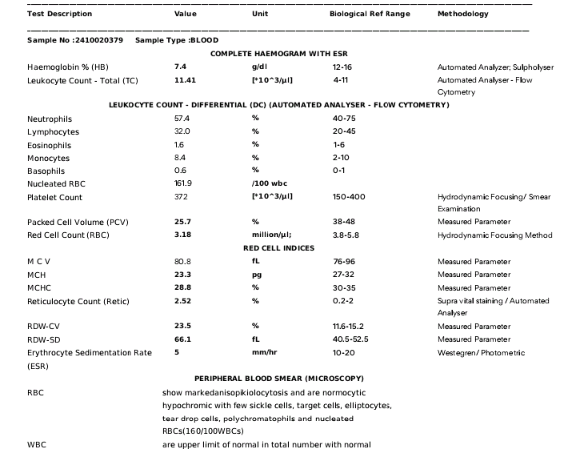 Test Description Value Unit Biological Ref Range Methodology
Sample No :2410020379 Sample Type :BLOOD
COMPLETE HAEMOGRAM WITH ESR
Haemoglobin % (HB) 7.4 g/dl 12-16 Automated Analyzer, Sulpholyser
Leukocyte Count - Total (TC) 11.41 [*10^3/µl] 4-11 Automated Analyser - Flow
Cytometry
LEUKOCYTE COUNT - DIFFERENTIAL (DC) (AUTOMATED ANALYSER - FLOW CYTOMETRY)
Neutrophils 57.4 % 40-75
Lymphocytes 32.0 % 20-45
Eosinophils 1.6 % 1-6
Monocytes 8.4 % 2-10
Basophils 0.6 % 0-1
Nucleated RBC 161.9 /100 wbc
Platelet Count 372 [*10^3/µl] 150-400 Hydrodynamic Focusing/ Smear
Examination
Packed Cell Volume (PCV) 25.7 % 38-48 Measured Parameter
Red Cell Count (RBC) 3.18 million/µl; 3.8-5.8 Hydrodynamic Focusing Method
RED CELL INDICES
M C V 80.8 fL 76-96 Measured Parameter
MCH 23.3 pg 27-32 Measured Parameter
MCHC 28.8 % 30-35 Measured Parameter
Reticulocyte Count (Retic) 2.52 % 0.2-2 Supra vital staining / Automated
Analyser
RDW-CV 23.5 % 11.6-15.2 Measured Parameter
RDW-SD 66.1 fL 40.5-52.5 Measured Parameter
Erythrocyte Sedimentation Rate 5 mm/hr 10-20 Westegren/ Photometric
(ESR)
PERIPHERAL BLOOD SMEAR (MICROSCOPY)
RBC show markedanisopikiolocytosis and are normocytic
hypochromic with few sickle cells, target cells, elliptocytes,
tear drop cells, polychromatophils and nucleated
RBCs(160/100WBCs)
WBC are upper limit of normal in total number with normal